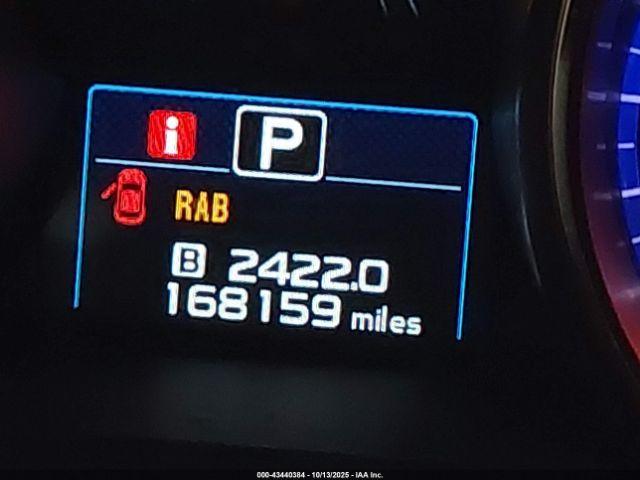 i P
RAB
B 2422.0
168159 miles
000-43440384 - 10/13/2025 - IAA Inc.